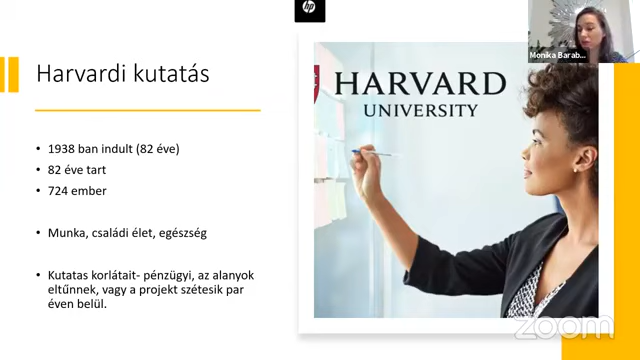 hp
Monika Barab...
Harvardi kutatás
HARVARD
UNIVERSITY
• 1938 ban indult (82 éve)
• 82 éve tart
• 724 ember
• Munka, családi élet, egészség
• Kutatas korlátait- pénzügyi, az alanyok
eltűnnek, vagy a projekt szétesik par
éven belül.
zoom